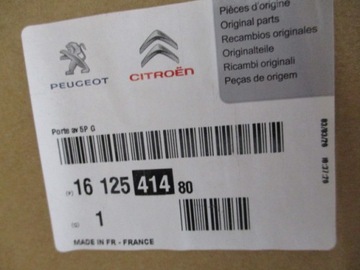 Pièces d'origine
Original parts
Recambios originales
Originalteile
Ricambi originali
Peças de origem
PEUGEOT
CITROËN
Porte av 5P G
(P) 16 125 414 80
1
MADE IN FR - FRANCE